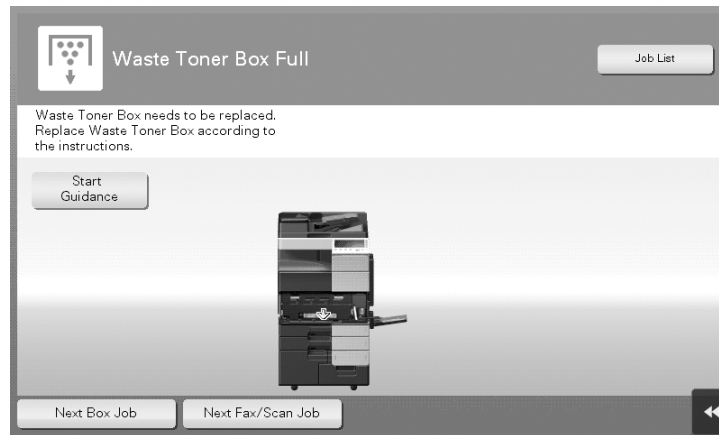 Waste Toner Box Full
Job List
Waste Toner Box needs to be replaced.
Replace Waste Toner Box according to
the instructions.
Start
Guidance
Next Box Job
Next Fax/Scan Job